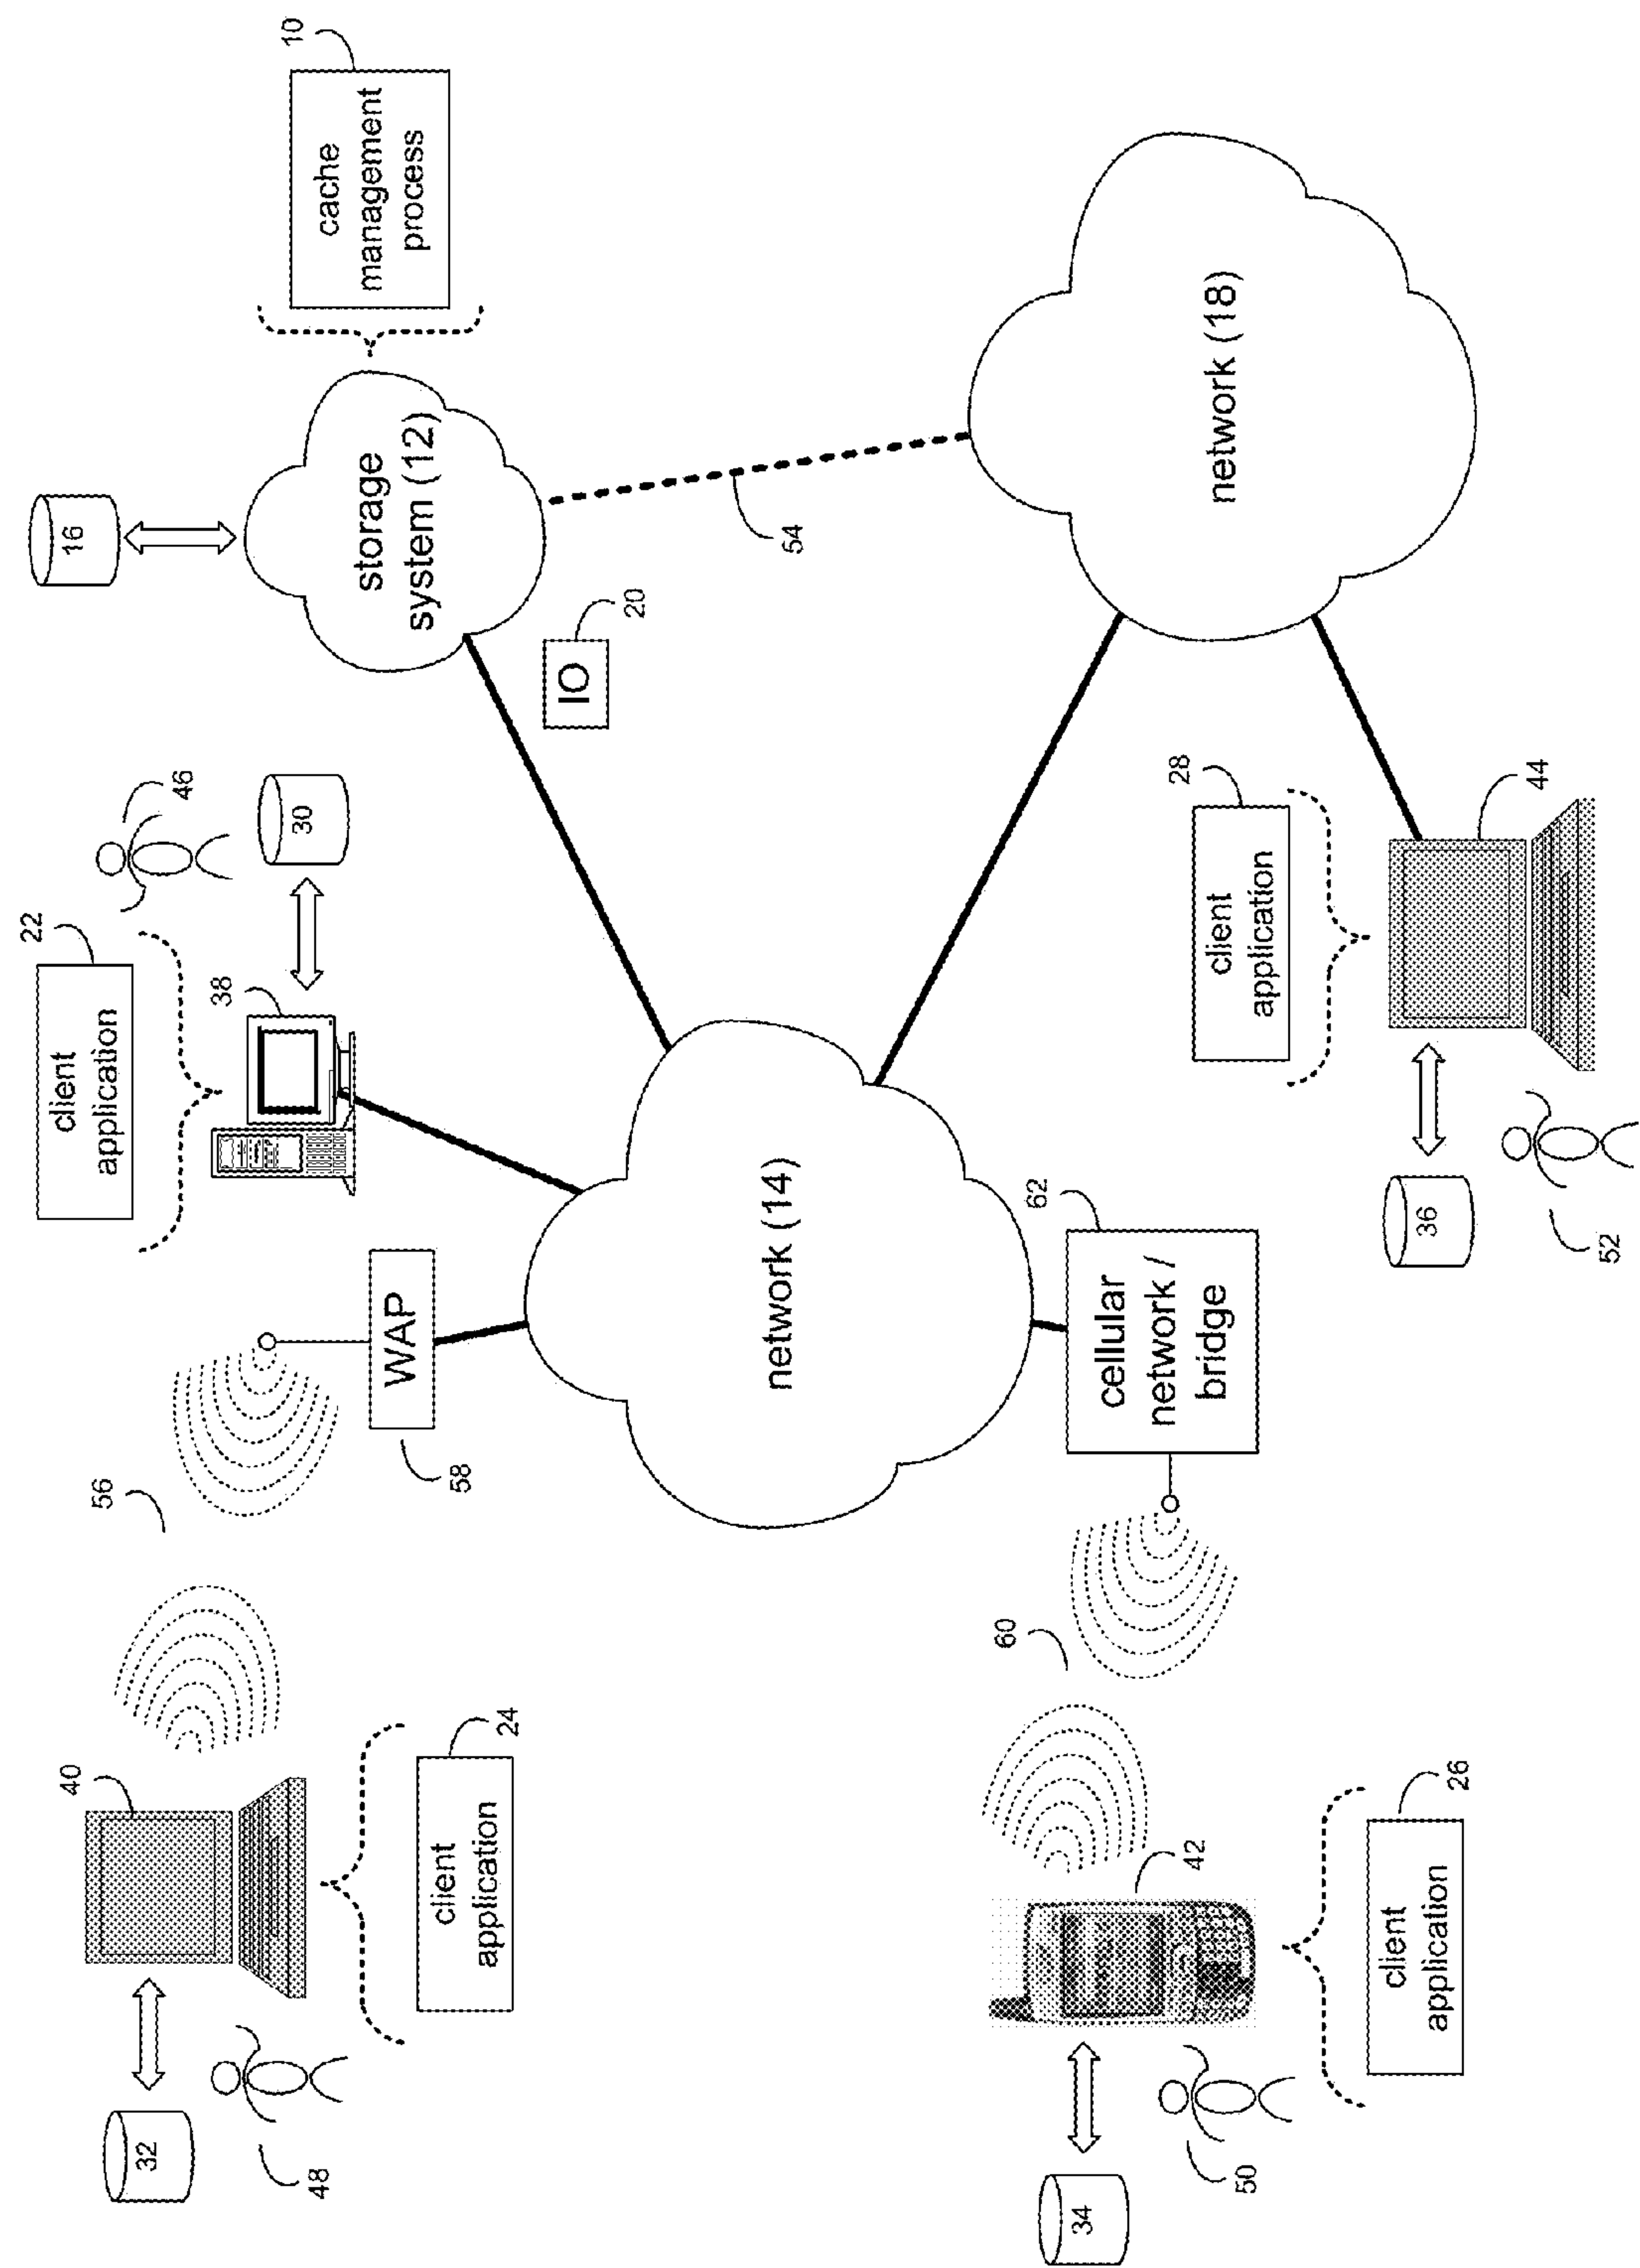 32
40
48
24
client
application
56
58
WAP
22
client
application
38
46
30
16
storage
system (12)
10
cache
management
process
IO
20
54
network (14)
34
42
50
26
client
application
60
62
cellular
network /
bridge
network (18)
28
client
application
44
36
52